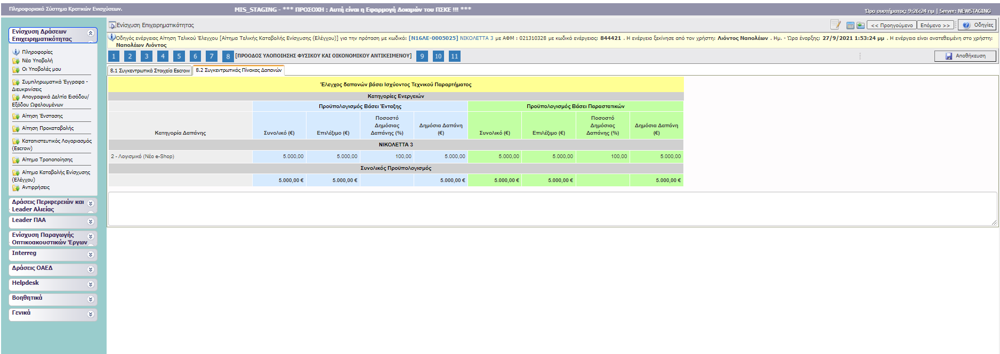 Πληροφοριακό Σύστημα Κρατικών Ενισχύσεων.
MIS_STAGING - *** ΠΡΟΣΟΧΗ : Αυτή είναι η Εφαρμογή Δοκιμών του ΠΣΚΕ !!! ***
Ώρα συστήματος: 9:26:24 πμ | Server: NEWSTAGING
Ενίσχυση Δράσεων
Επιχειρηματικότητας
Πληροφορίες
Νέα Υποβολή
Οι Υποβολές μου
Συμπληρωματικά Έγγραφα -
Διευκρινίσεις
Απογραφικά Δελτία Εισόδου/
Εξόδου Ωφελουμένων
Αίτηση Ένστασης
Αίτηση Προκαταβολής
Καταπιστευτικός Λογαριασμός
(Escrow)
Αίτημα Τροποποίησης
Αίτημα Καταβολής Ενίσχυσης
(Ελέγχου)
Αντιρρήσεις
Δράσεις Περιφερειών και
Leader Αλιείας
Leader ΠΑΑ
Ενίσχυση Παραγωγής
Οπτικοακουστικών Έργων
Interreg
Δράσεις ΟΑΕΔ
Helpdesk
Βοηθητικά
Γενικά
Ενίσχυση Επιχειρηματικότητας
<< Προηγούμενο
Επόμενο >>
Οδηγίες
Οδηγός ενέργειας Αίτηση Τελικού Έλεγχου [Αίτημα Τελικής Καταβολής Ενίσχυσης (Ελέγχου)] για την πρόταση με κωδικό: [Ν16ΛΕ-0005025] ΝΙΚΟΛΕΤΤΑ 3 με ΑΦΜ : 021310328 με κωδικό ενέργειας: 844421 . Η ενέργεια ξεκίνησε από τον χρήστη: Λιόντος Ναπολέων . Ημ. - Ώρα έναρξης: 27/9/2021 1:53:24 μμ . Η ενέργεια είναι ανατεθειμένη στο χρήστη:
Ναπολέων Λιόντος
1 2 3 4 5 6 7 8 [ΠΡΟΟΔΟΣ ΥΛΟΠΟΙΗΣΗΣ ΦΥΣΙΚΟΥ ΚΑΙ ΟΙΚΟΝΟΜΙΚΟΥ ΑΝΤΙΚΕΙΜΕΝΟΥ] 9 10 11
Αποθήκευση
8.1 Συγκεντρωτικά Στοιχεία Escrow
8.2 Συγκεντρωτικός Πίνακας Δαπανών
Έλεγχος δαπανών βάσει Ισχύοντος Τεχνικού Παραρτήματος
Κατηγορίες Ενεργειών
Προϋπολογισμός Βάσει Ένταξης
Προϋπολογισμός Βάσει Παραστατικών
Κατηγορία Δαπάνης
Συνολικό (€)
Επιλέξιμο (€)
Ποσοστό
Δημόσιας
Δαπάνης (%)
Δημόσια Δαπάνη
(€)
Συνολικό (€)
Επιλέξιμο (€)
Ποσοστό
Δημόσιας
Δαπάνης (%)
Δημόσια Δαπάνη
(€)
ΝΙΚΟΛΕΤΤΑ 3
2 - Λογισμικό (Νέο e-Shop) 5.000,00 5.000,00 100,00 5.000,00 5.000,00 5.000,00 100,00 5.000,00
Συνολικός Προϋπολογισμός
5.000,00 € 5.000,00 € 5.000,00 € 5.000,00 € 5.000,00 € 5.000,00 €